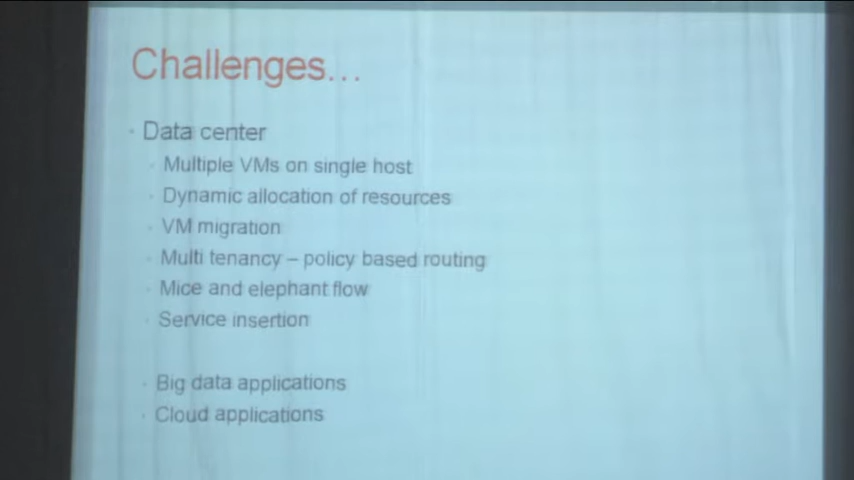 Challenges...
Data center
Multiple VMs on single host
Dynamic allocation of resources
VM migration
Multi tenancy – policy based routing
Mice and elephant flow
Service insertion
Big data applications
Cloud applications